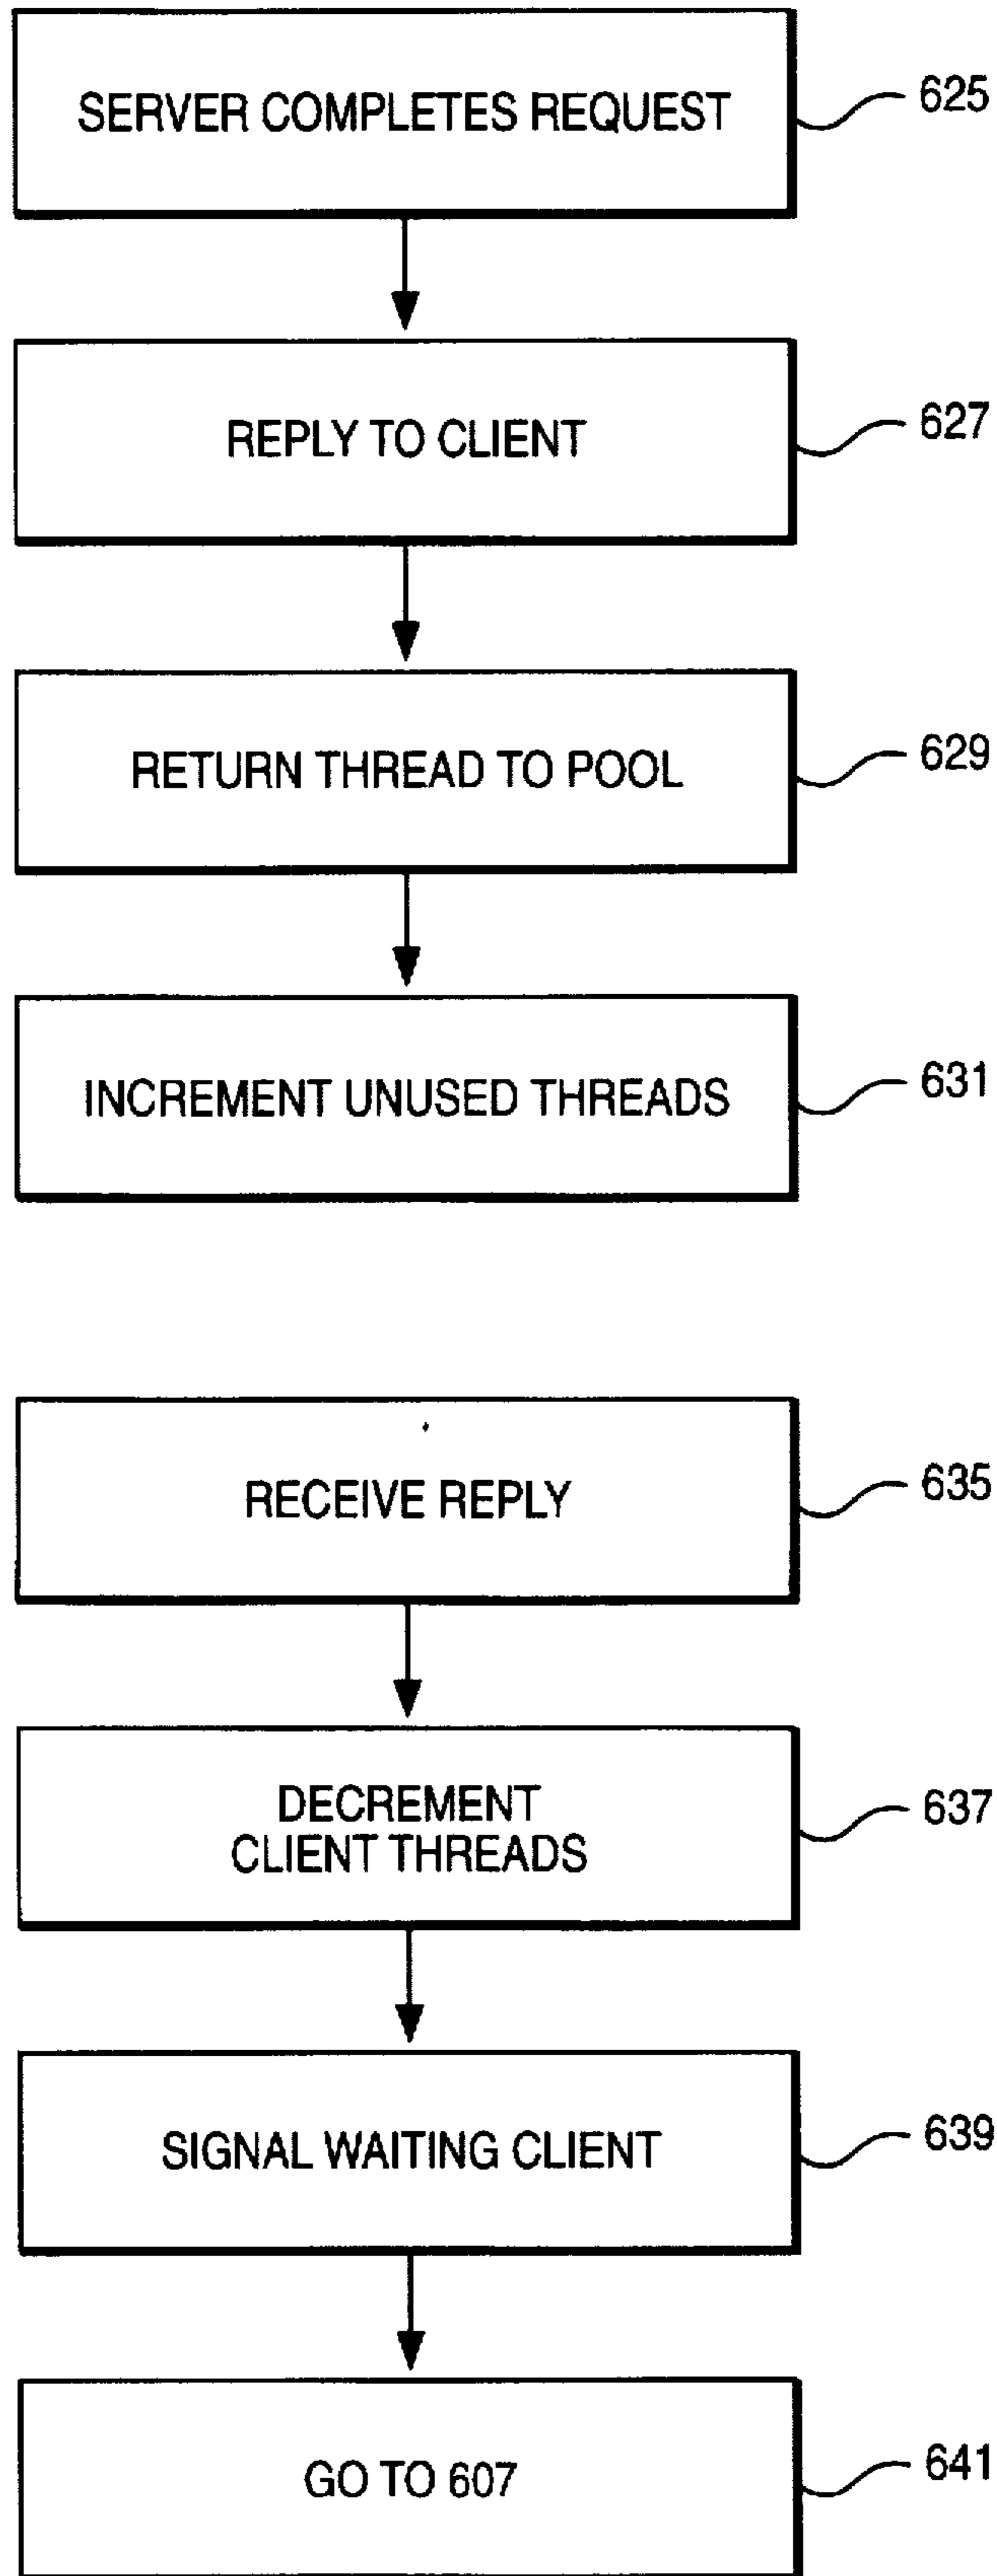 SERVER COMPLETES REQUEST
625
REPLY TO CLIENT
627
RETURN THREAD TO POOL
629
INCREMENT UNUSED THREADS
631
RECEIVE REPLY
635
DECREMENT
CLIENT THREADS
637
SIGNAL WAITING CLIENT
639
GO TO 607
641